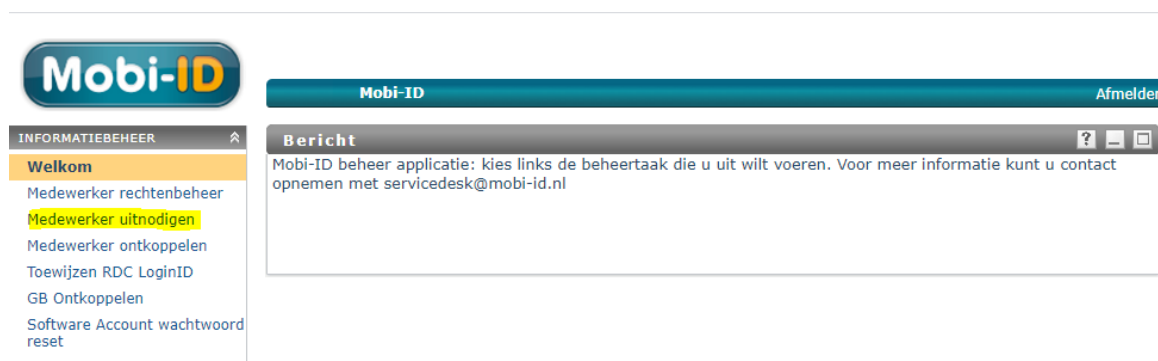 Mobi-ID
Mobi-ID
Afmelden
INFORMATIEBEHEER
Welkom
Medewerker rechtenbeheer
Medewerker uitnodigen
Medewerker ontkoppelen
Toewijzen RDC LoginID
GB Ontkoppelen
Software Account wachtwoord
reset
Bericht
?
Mobi-ID beheer applicatie: kies links de beheertaak die u uit wilt voeren. Voor meer informatie kunt u contact
opnemen met servicedesk@mobi-id.nl